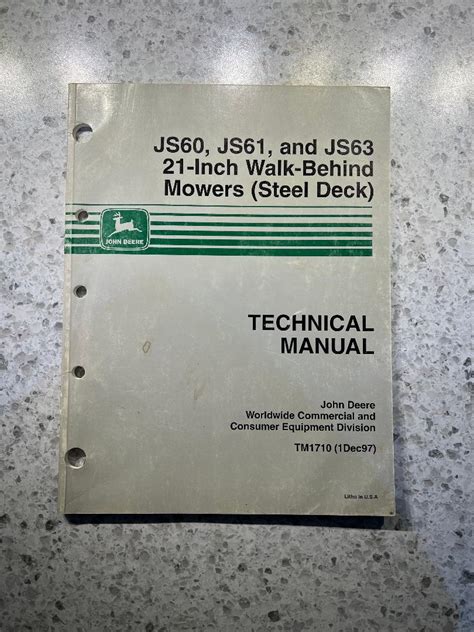 JS60, JS61, and JS63
21-Inch Walk-Behind
Mowers (Steel Deck)
JOHN DEERE
TECHNICAL
MANUAL
John Deere
Worldwide Commercial and
Consumer Equipment Division
TM1710 (1Dec97)
Litho in U.S.A